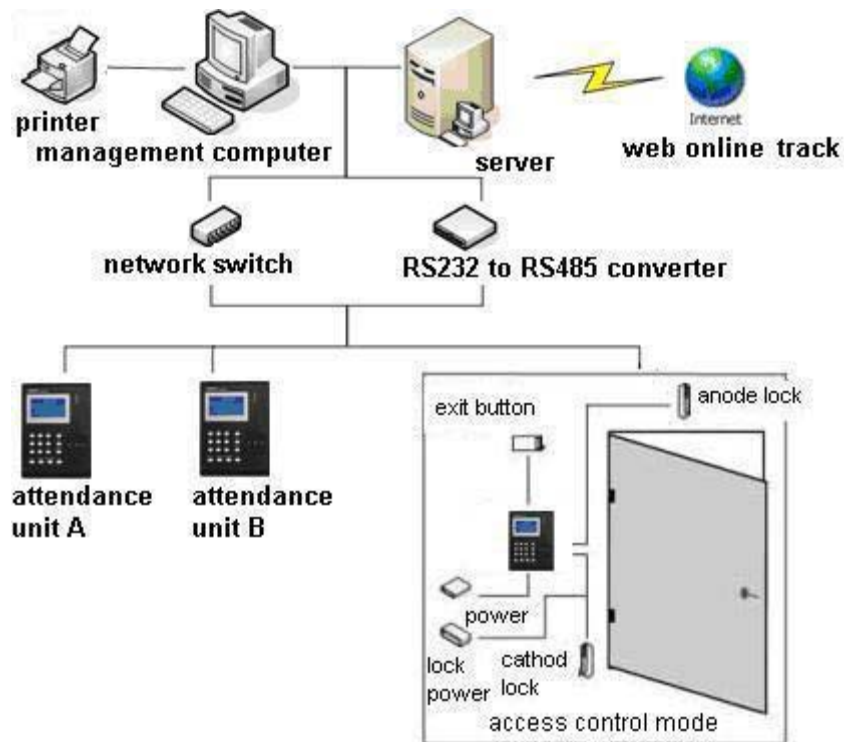 printer
management computer
server
Internet
web online track
network switch
RS232 to RS485 converter
attendance
unit A
attendance
unit B
exit button
anode lock
power
lock
power
cathod
lock
access control mode